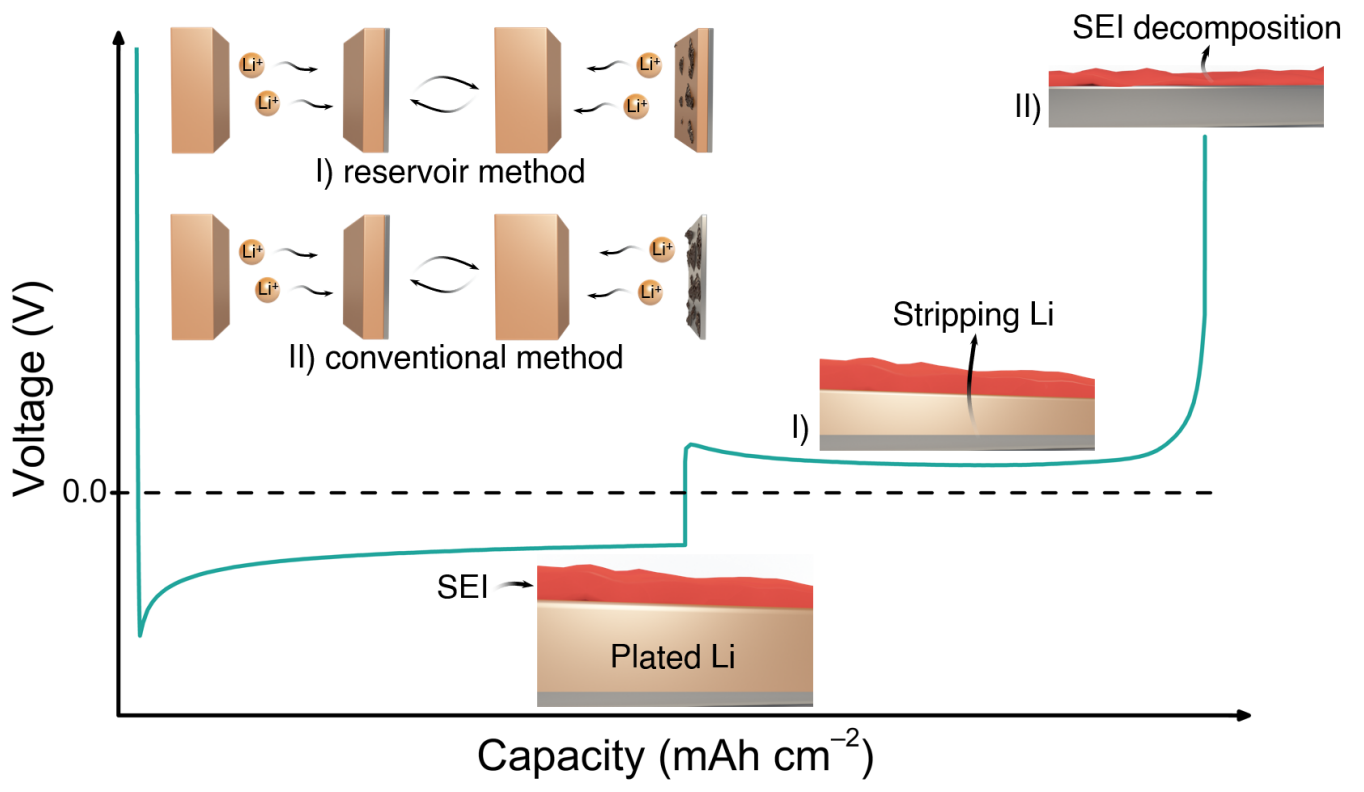 SEI decomposition
II)
Li⁺
Li⁺
Li⁺
Li⁺
I) reservoir method
Li⁺
Li⁺
Li⁺
Li⁺
II) conventional method
Stripping Li
I)
Voltage (V)
0.0
SEI
Plated Li
Capacity (mAh cm⁻²)